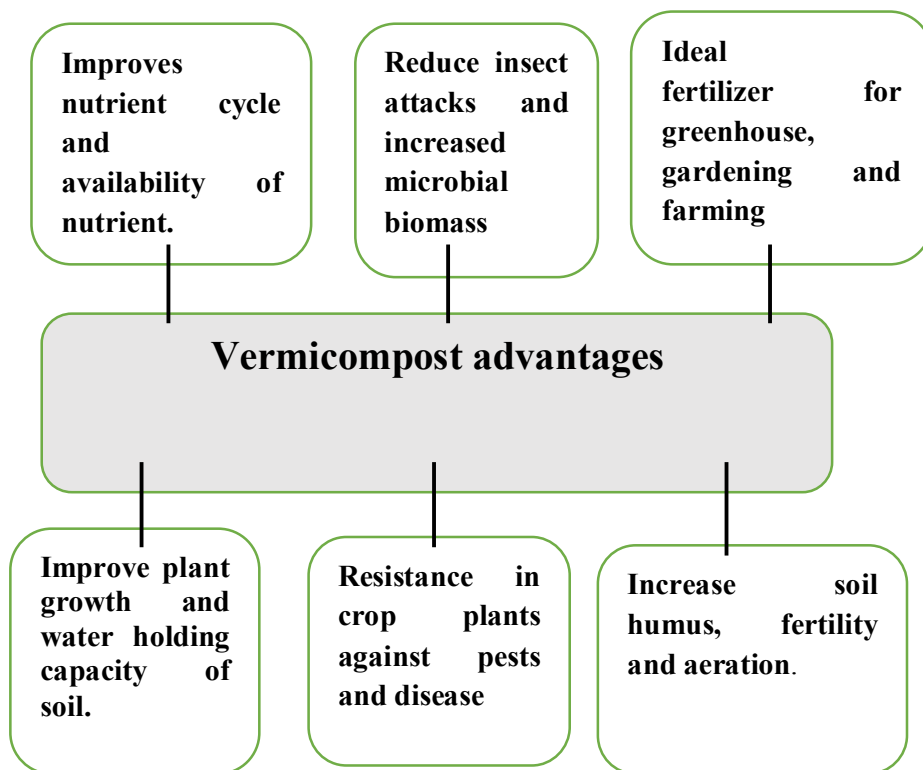 Improves
nutrient cycle
and
availability of
nutrient.
Reduce insect
attacks and
increased
microbial
biomass
Ideal
fertilizer for
greenhouse,
gardening and
farming
Vermicompost advantages
Improve plant
growth and
water holding
capacity of
soil.
Resistance in
crop plants
against pests
and disease
Increase soil
humus, fertility
and aeration.